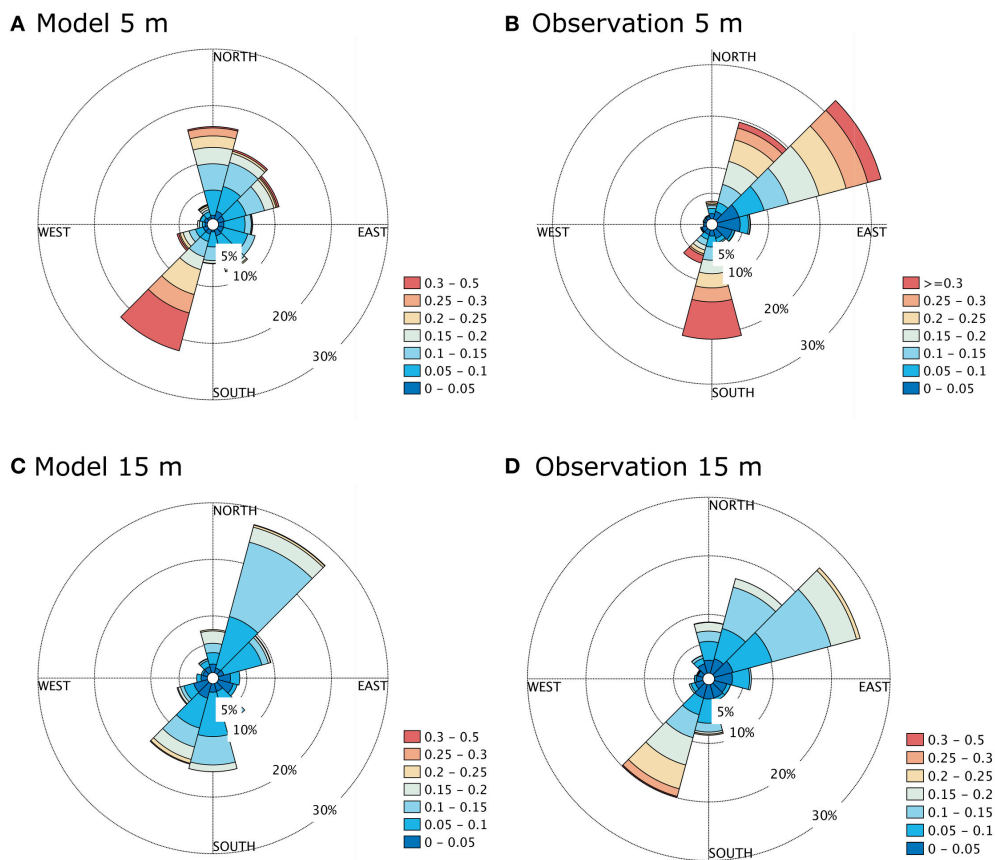 A Model 5 m
NORTH
WEST
EAST
5%
10%
20%
30%
SOUTH
0.3 – 0.5
0.25 – 0.3
0.2 – 0.25
0.15 – 0.2
0.1 – 0.15
0.05 – 0.1
0 – 0.05
B Observation 5 m
NORTH
WEST
EAST
5%
10%
20%
30%
SOUTH
>=0.3
0.25 – 0.3
0.2 – 0.25
0.15 – 0.2
0.1 – 0.15
0.05 – 0.1
0 – 0.05
C Model 15 m
NORTH
WEST
EAST
5%
10%
20%
30%
SOUTH
0.3 – 0.5
0.25 – 0.3
0.2 – 0.25
0.15 – 0.2
0.1 – 0.15
0.05 – 0.1
0 – 0.05
D Observation 15 m
NORTH
WEST
EAST
5%
10%
20%
30%
SOUTH
0.3 – 0.5
0.25 – 0.3
0.2 – 0.25
0.15 – 0.2
0.1 – 0.15
0.05 – 0.1
0 – 0.05